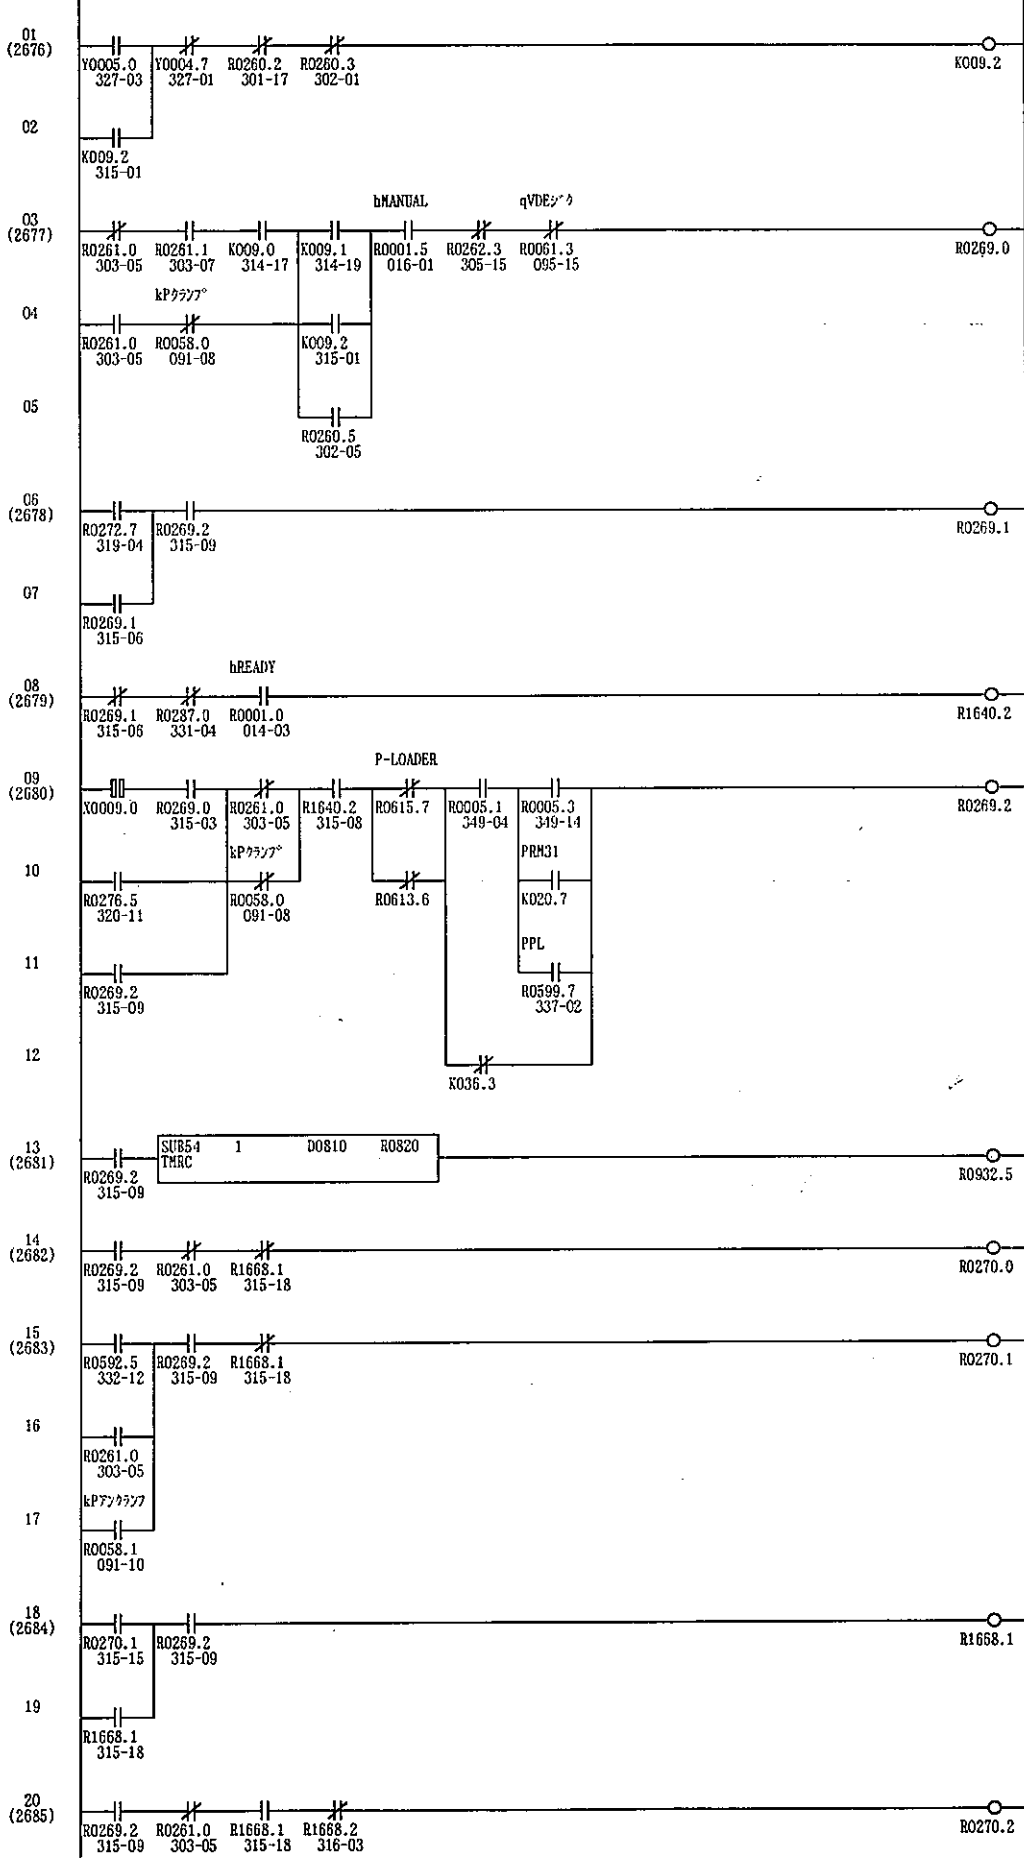 01
(2676)
Y0005.0 Y0004.7 R0260.2 R0260.3 K009.2
327-03 327-01 301-17 302-01
02
K009.2
315-01
hMANUAL qVDEジク
03
(2677)
R0261.0 R0261.1 K009.0 K009.1 R0001.5 R0262.3 R0061.3 R0269.0
303-05 303-07 314-17 314-19 016-01 305-15 095-15
kPクランプ
04
R0261.0 R0058.0 K009.2
303-05 091-08 315-01
05
R0260.5
302-05
06
(2678)
R0272.7 R0269.2 R0269.1
319-04 315-09
07
R0269.1
315-06
hREADY
08
(2679)
R0269.1 R0287.0 R0001.0 R1640.2
315-06 331-04 014-03
P-LOADER
09
(2680)
X0009.0 R0269.0 R0261.0 R1640.2 R0615.7 R0005.1 R0005.3 R0269.2
315-03 303-05 315-08 349-04 349-14
kPクランプ PRM31
10
R0276.5 R0058.0 R0613.6 K020.7
320-11 091-08
PPL
11
R0269.2 R0599.7
315-09 337-02
12
K036.3
13
(2681)
SUB54 1 D0810 R0820
TMRC
R0269.2 R0932.5
315-09
14
(2682)
R0269.2 R0261.0 R1668.1 R0270.0
315-09 303-05 315-18
15
(2683)
R0592.5 R0269.2 R1668.1 R0270.1
332-12 315-09 315-18
16
R0261.0
303-05
kPアンクランプ
17
R0058.1
091-10
18
(2684)
R0270.1 R0269.2 R1668.1
315-15 315-09
19
R1668.1
315-18
20
(2685)
R0269.2 R0261.0 R1668.1 R1668.2 R0270.2
315-09 303-05 315-18 316-03